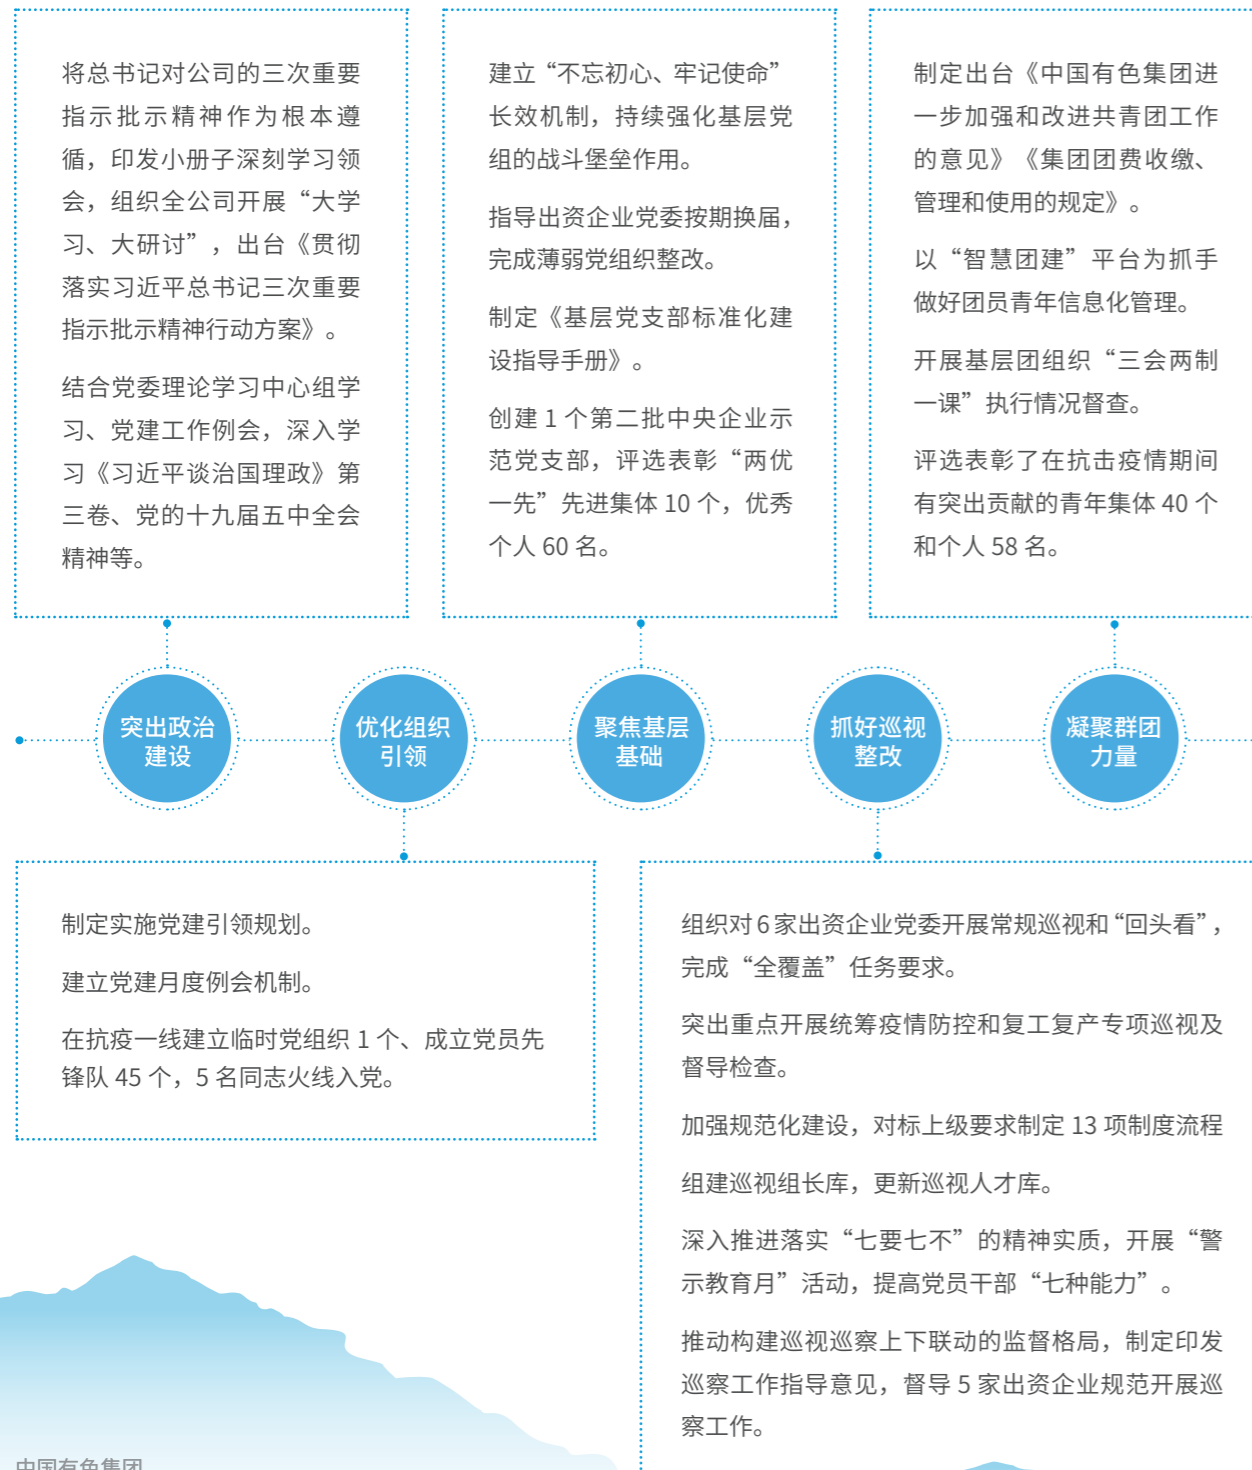 将总书记对公司的三次重要
指示批示精神作为根本遵
循，印发小册子深刻学习领
会，组织全公司开展“大学
习、大研讨”，出台《贯彻
落实习近平总书记三次重要
指示批示精神行动方案》。
结合党委理论学习中心组学
习、党建工作例会，深入学
习《习近平谈治国理政》第
三卷、党的十九届五中全会
精神等。
建立“不忘初心、牢记使命”
长效机制，持续强化基层党
组的战斗堡垒作用。
指导出资企业党委按期换届，
完成薄弱党组织整改。
制定《基层党支部标准化建
设指导手册》。
创建 1 个第二批中央企业示
范党支部，评选表彰“两优
一先”先进集体 10 个，优秀
个人 60 名。
制定出台《中国有色集团进
一步加强和改进共青团工作
的意见》《集团团费收缴、
管理和使用的规定》。
以“智慧团建”平台为抓手
做好团员青年信息化管理。
开展基层团组织“三会两制
一课”执行情况督查。
评选表彰了在抗击疫情期间
有突出贡献的青年集体 40 个
和个人 58 名。
突出政治
建设
优化组织
引领
聚焦基层
基础
抓好巡视
整改
凝聚群团
力量
制定实施党建引领规划。
建立党建月度例会机制。
在抗疫一线建立临时党组织 1 个、成立党员先
锋队 45 个，5 名同志火线入党。
组织对 6 家出资企业党委开展常规巡视和“回头看”，
完成“全覆盖”任务要求。
突出重点开展统筹疫情防控和复工复产专项巡视及
督导检查。
加强规范化建设，对标上级要求制定 13 项制度流程
组建巡视组长库，更新巡视人才库。
深入推进落实“七要七不”的精神实质，开展“警
示教育月”活动，提高党员干部“七种能力”。
推动构建巡视巡察上下联动的监督格局，制定印发
巡察工作指导意见，督导 5 家出资企业规范开展巡
察工作。
中国有色集团